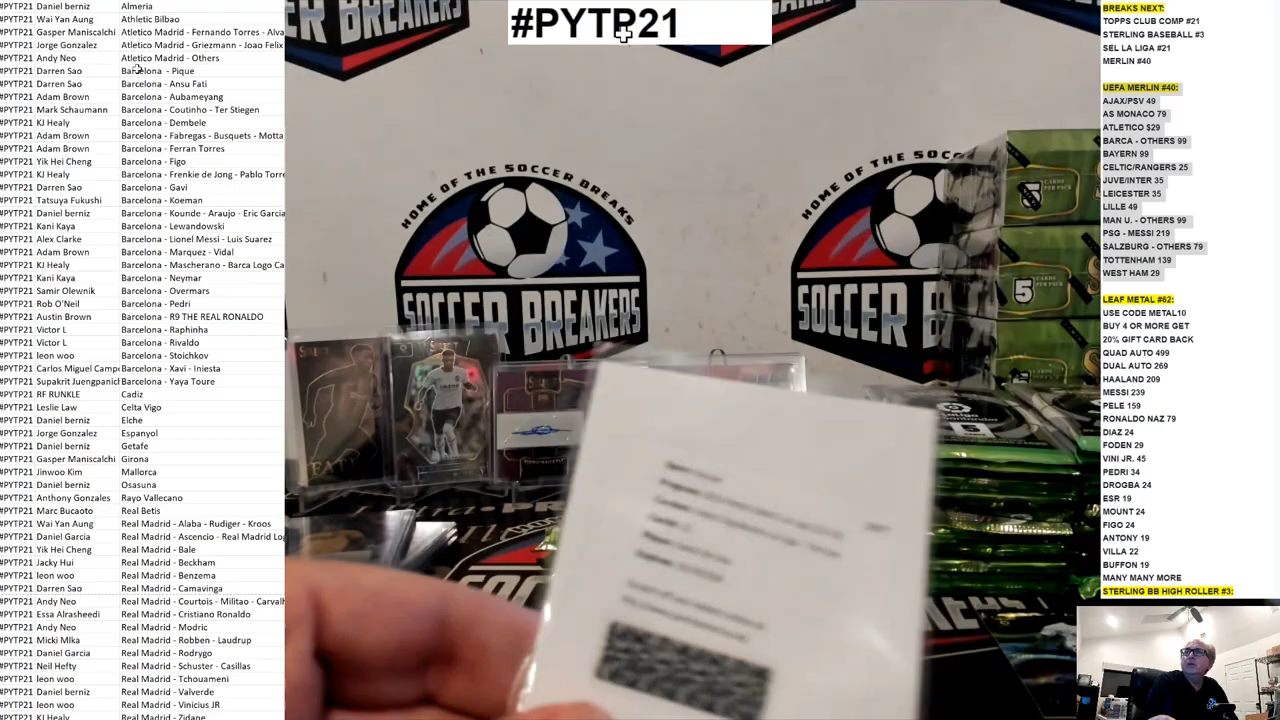 #PYTP21
#PYTP21 Daniel berniz Almeria
#PYTP21 Wai Yan Aung Athletic Bilbao
#PYTP21 Gasper Maniscalchi Atletico Madrid - Fernando Torres - Alva
#PYTP21 Jorge Gonzalez Atletico Madrid - Griezmann - Joao Felix
#PYTP21 Andy Neo Atletico Madrid - Others
#PYTP21 Darren Sao Barcelona - Pique
#PYTP21 Darren Sao Barcelona - Ansu Fati
#PYTP21 Adam Brown Barcelona - Aubameyang
#PYTP21 Mark Schaumann Barcelona - Coutinho - Ter Stiegen
#PYTP21 KJ Healy Barcelona - Dembele
#PYTP21 Adam Brown Barcelona - Fabregas - Busquets - Motta
#PYTP21 Adam Brown Barcelona - Ferran Torres
#PYTP21 Yik Hei Cheng Barcelona - Figo
#PYTP21 KJ Healy Barcelona - Frenkie de Jong - Pablo Torre
#PYTP21 Darren Sao Barcelona - Gavi
#PYTP21 Tatsuya Fukushi Barcelona - Koeman
#PYTP21 Daniel berniz Barcelona - Kounde - Araujo - Eric Garcia
#PYTP21 Kani Kaya Barcelona - Lewandowski
#PYTP21 Alex Clarke Barcelona - Lionel Messi - Luis Suarez
#PYTP21 Adam Brown Barcelona - Marquez - Vidal
#PYTP21 KJ Healy Barcelona - Mascherano - Barca Logo Ca
#PYTP21 Kani Kaya Barcelona - Neymar
#PYTP21 Samir Olewnik Barcelona - Overmars
#PYTP21 Rob O'Neil Barcelona - Pedri
#PYTP21 Austin Brown Barcelona - R9 THE REAL RONALDO
#PYTP21 Victor L Barcelona - Raphinha
#PYTP21 Victor L Barcelona - Rivaldo
#PYTP21 leon woo Barcelona - Stoichkov
#PYTP21 Carlos Miguel Camp Barcelona - Xavi - Iniesta
#PYTP21 Supakrit Juengpanic Barcelona - Yaya Toure
#PYTP21 RF RUNKLE Cadiz
#PYTP21 Leslie Law Celta Vigo
#PYTP21 Daniel berniz Elche
#PYTP21 Jorge Gonzalez Espanyol
#PYTP21 Daniel berniz Getafe
#PYTP21 Gasper Maniscalchi Girona
#PYTP21 Jinwoo Kim Mallorca
#PYTP21 Daniel berniz Osasuna
#PYTP21 Anthony Gonzales Rayo Vallecano
#PYTP21 Marc Bucaoto Real Betis
#PYTP21 Wai Yan Aung Real Madrid - Alaba - Rudiger - Kroos
#PYTP21 Daniel Garcia Real Madrid - Ascencio - Real Madrid Log
#PYTP21 Yik Hei Cheng Real Madrid - Bale
#PYTP21 Jacky Hui Real Madrid - Beckham
#PYTP21 leon woo Real Madrid - Benzema
#PYTP21 Darren Sao Real Madrid - Camavinga
#PYTP21 Andy Neo Real Madrid - Courtois - Militao - Carvalh
#PYTP21 Essa Alrasheedi Real Madrid - Cristiano Ronaldo
#PYTP21 Andy Neo Real Madrid - Modric
#PYTP21 Micki Mlka Real Madrid - Robben - Laudrup
#PYTP21 Daniel Garcia Real Madrid - Rodrygo
#PYTP21 Neil Hefty Real Madrid - Schuster - Casillas
#PYTP21 leon woo Real Madrid - Tchouameni
#PYTP21 Daniel berniz Real Madrid - Valverde
#PYTP21 leon woo Real Madrid - Vinicius JR
#PYTP21 KJ Healy Real Madrid - Zidane
BREAKERS
SOCCER BREAKERS
HOME OF THE SOCCER BREAKS
SOCCER BREAKERS
HOME OF THE SOCC
SOCCER B
5 CARDS PER PACK
BREAKS NEXT:
TOPPS CLUB COMP #21
STERLING BASEBALL #3
SEL LA LIGA #21
MERLIN #40
UEFA MERLIN #40:
AJAX/PSV 49
AS MONACO 79
ATLETICO $29
BARCA - OTHERS 99
BAYERN 99
CELTIC/RANGERS 25
JUVE/INTER 35
LEICESTER 35
LILLE 49
MAN U. - OTHERS 99
PSG - MESSI 219
SALZBURG - OTHERS 79
TOTTENHAM 139
WEST HAM 29
LEAF METAL #62:
USE CODE METAL10
BUY 4 OR MORE GET
20% GIFT CARD BACK
QUAD AUTO 499
DUAL AUTO 269
HAALAND 209
MESSI 239
PELE 159
RONALDO NAZ 79
DIAZ 24
FODEN 29
VINI JR. 45
PEDRI 34
DROGBA 24
ESR 19
MOUNT 24
FIGO 24
ANTONY 19
VILLA 22
BUFFON 19
MANY MANY MORE
STERLING BB HIGH ROLLER #3: